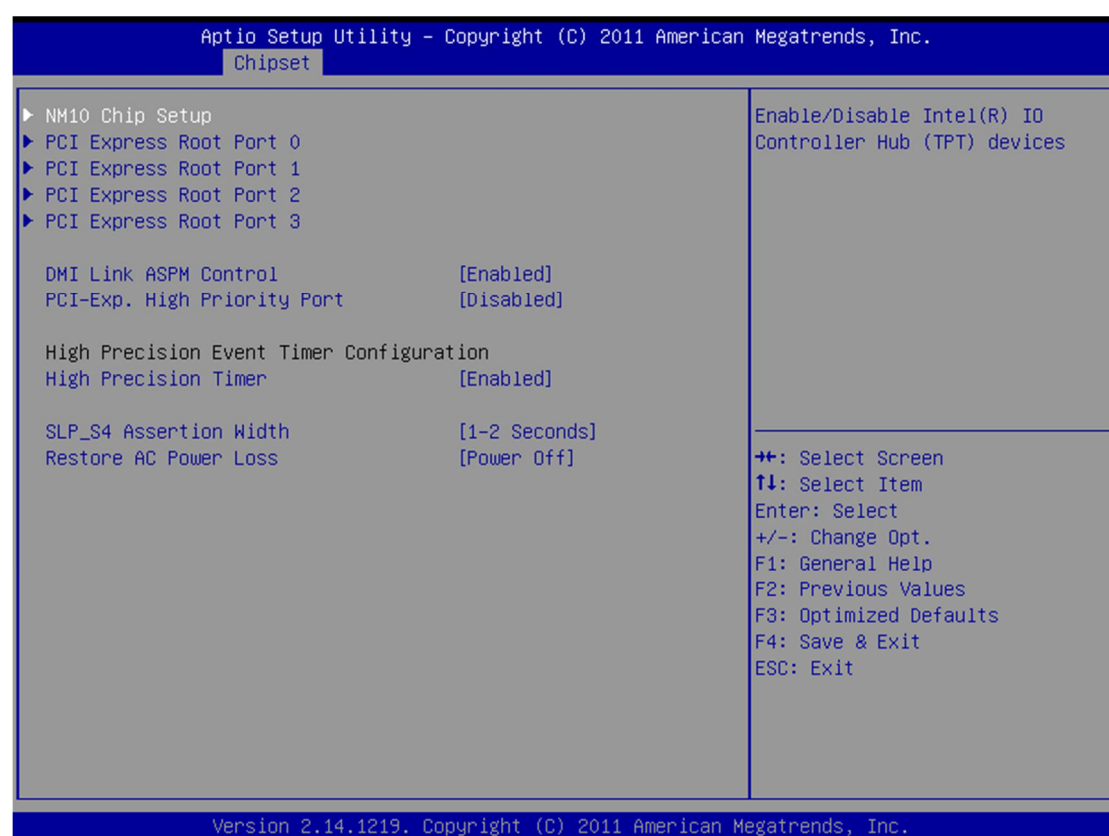 Aptio Setup Utility – Copyright (C) 2011 American Megatrends, Inc.
Chipset
NM10 Chip Setup
PCI Express Root Port 0
PCI Express Root Port 1
PCI Express Root Port 2
PCI Express Root Port 3
DMI Link ASPM Control [Enabled]
PCI-Exp. High Priority Port [Disabled]
High Precision Event Timer Configuration
High Precision Timer [Enabled]
SLP_S4 Assertion Width [1-2 Seconds]
Restore AC Power Loss [Power Off]
Enable/Disable Intel(R) IO
Controller Hub (TPT) devices
→←: Select Screen
↑↓: Select Item
Enter: Select
+/-: Change Opt.
F1: General Help
F2: Previous Values
F3: Optimized Defaults
F4: Save & Exit
ESC: Exit
Version 2.14.1219. Copyright (C) 2011 American Megatrends, Inc.